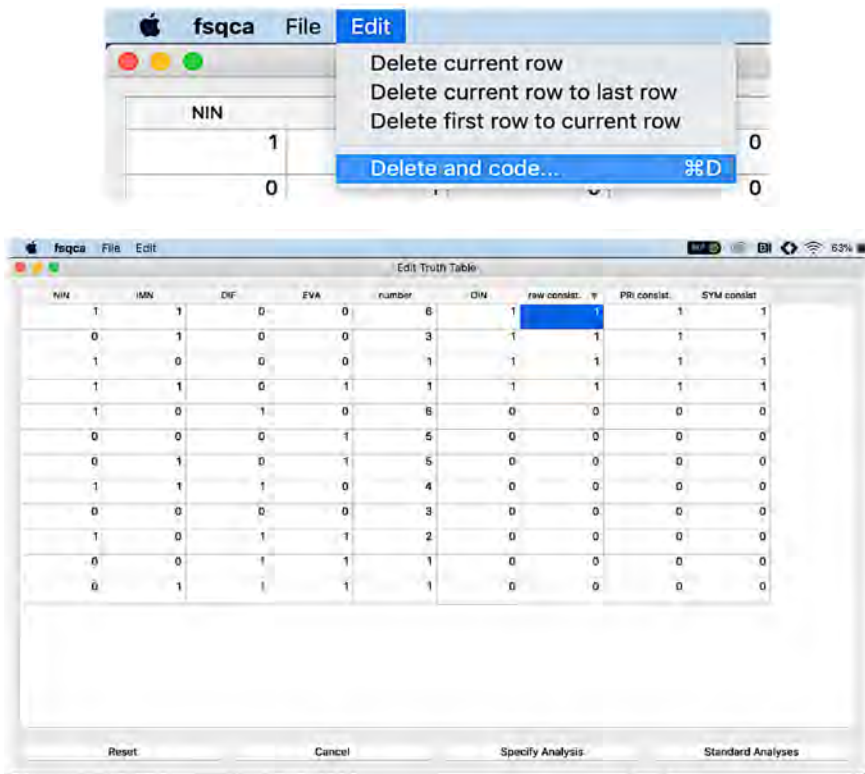 fsqca File Edit
Delete current row
Delete current row to last row
NIN
Delete first row to current row
1 0
Delete and code... ⌘D
0 0
fsqca File Edit 63%
Edit Truth Table
NIN IMN DIF EVA number OIN raw consist. PRI consist. SYM consist
1 1 0 0 6 1 1 1 1
0 1 0 0 3 1 1 1 1
1 0 0 0 1 1 1 1 1
1 1 0 1 1 1 1 1 1
1 0 1 0 6 0 0 0 0
0 0 0 1 5 0 0 0 0
0 1 0 1 5 0 0 0 0
1 1 1 0 4 0 0 0 0
0 0 0 0 3 0 0 0 0
1 0 1 1 2 0 0 0 0
0 0 1 1 1 0 0 0 0
0 1 1 1 1 0 0 0 0
Reset Cancel Specify Analysis Standard Analyses